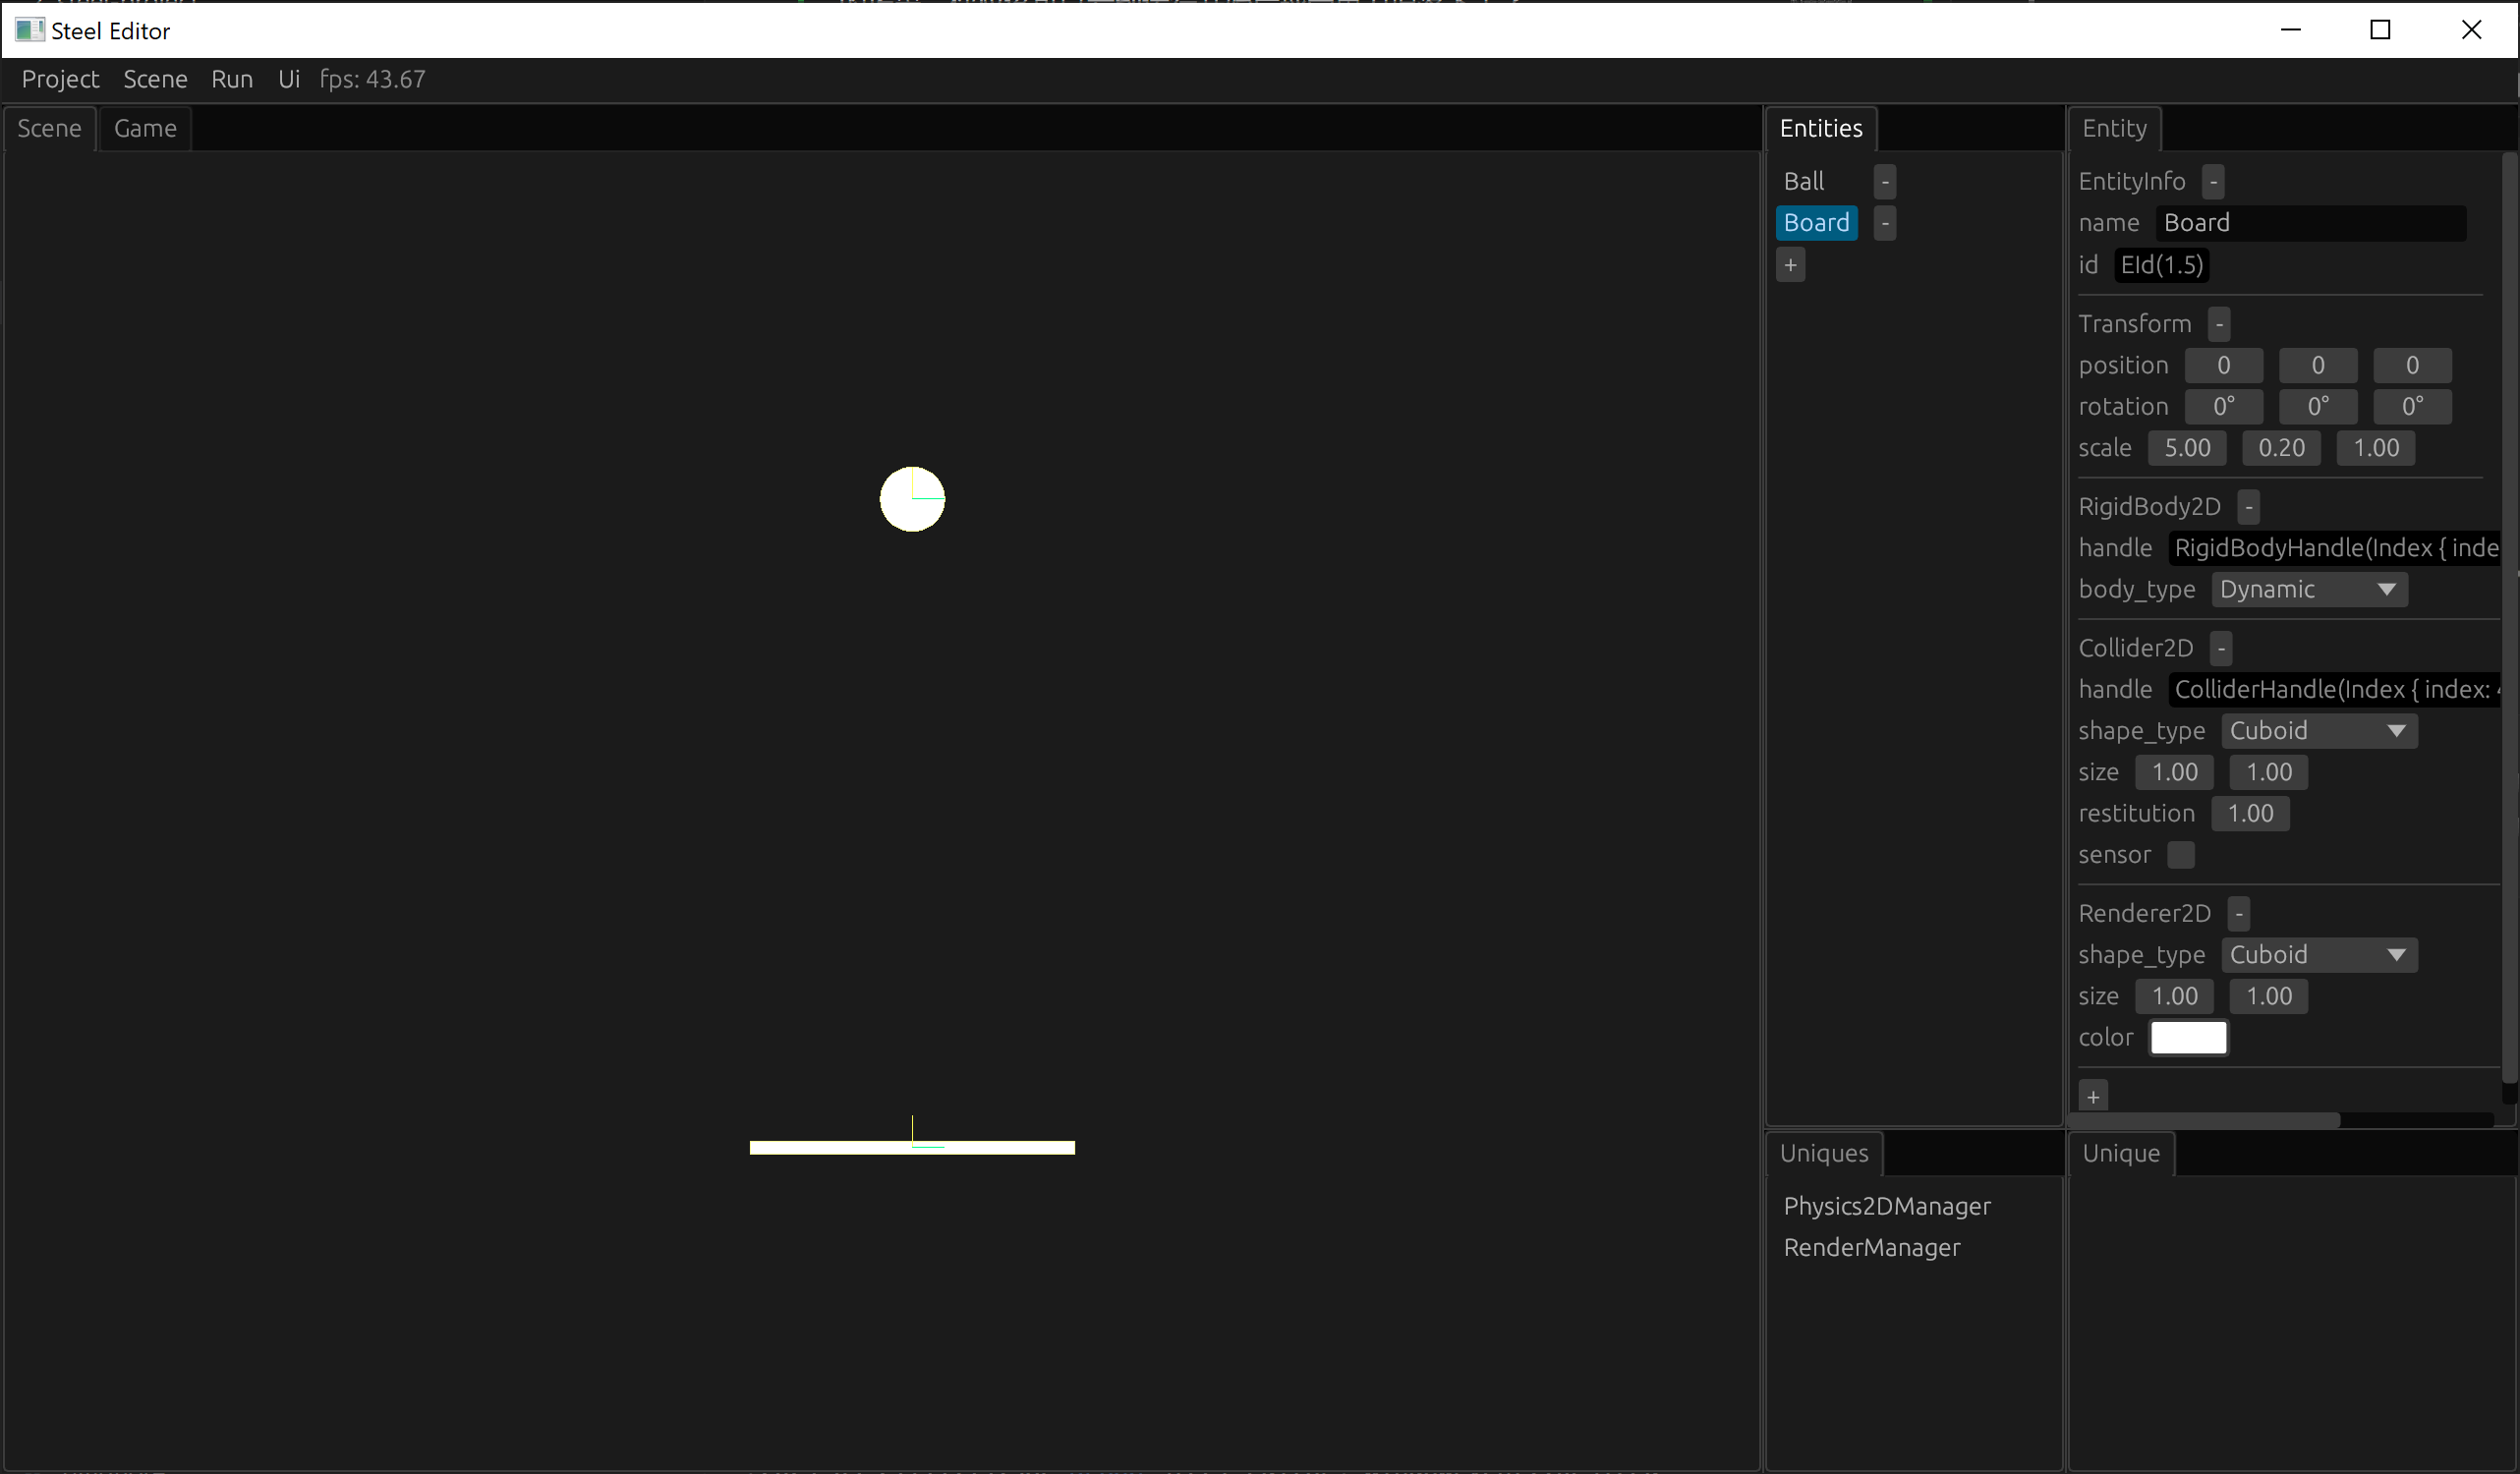 Steel Editor
Project Scene Run Ui fps: 43.67
Scene Game
Entities
Ball -
Board -
+
Entity
EntityInfo -
name Board
id EId(1.5)
Transform -
position 0 0 0
rotation 0° 0° 0°
scale 5.00 0.20 1.00
RigidBody2D -
handle RigidBodyHandle(Index { inde
body_type Dynamic
Collider2D -
handle ColliderHandle(Index { index:
shape_type Cuboid
size 1.00 1.00
restitution 1.00
sensor
Renderer2D -
shape_type Cuboid
size 1.00 1.00
color
+
Uniques
Physics2DManager
RenderManager
Unique